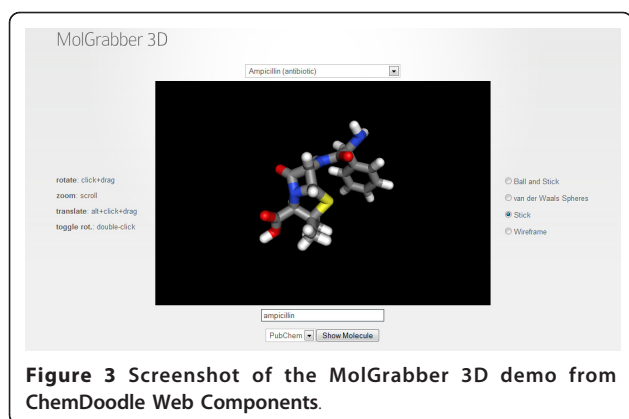 MolGrabber 3D
Ampicillin (antibiotic)
rotate: click+drag
zoom: scroll
translate: alt+click+drag
toggle rot.: double-click
Ball and Stick
van der Waals Spheres
Stick
Wireframe
ampicillin
PubChem Show Molecule
Figure 3 Screenshot of the MolGrabber 3D demo from
ChemDoodle Web Components.